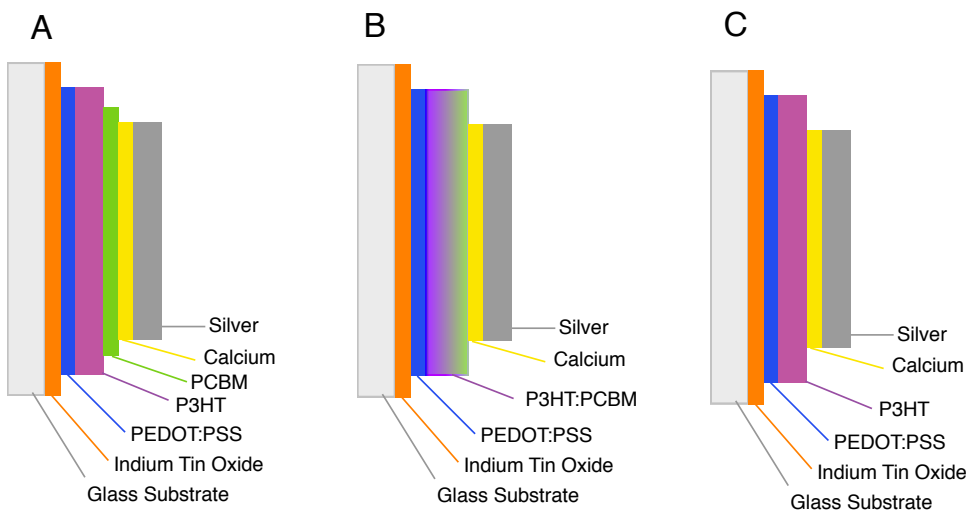 A
Silver
Calcium
PCBM
P3HT
PEDOT:PSS
Indium Tin Oxide
Glass Substrate
B
Silver
Calcium
P3HT:PCBM
PEDOT:PSS
Indium Tin Oxide
Glass Substrate
C
Silver
Calcium
P3HT
PEDOT:PSS
Indium Tin Oxide
Glass Substrate